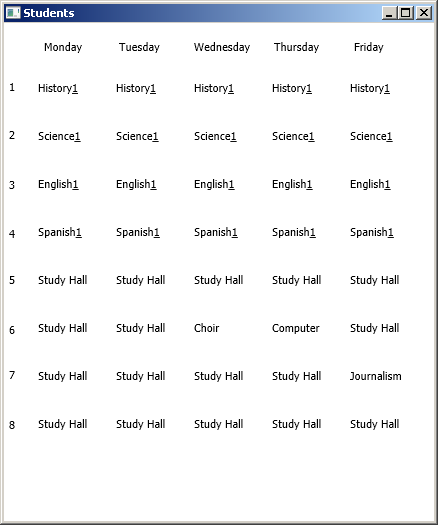 Students
Monday Tuesday Wednesday Thursday Friday
1 History1 History1 History1 History1 History1
2 Science1 Science1 Science1 Science1 Science1
3 English1 English1 English1 English1 English1
4 Spanish1 Spanish1 Spanish1 Spanish1 Spanish1
5 Study Hall Study Hall Study Hall Study Hall Study Hall
6 Study Hall Study Hall Choir Computer Study Hall
7 Study Hall Study Hall Study Hall Study Hall Journalism
8 Study Hall Study Hall Study Hall Study Hall Study Hall